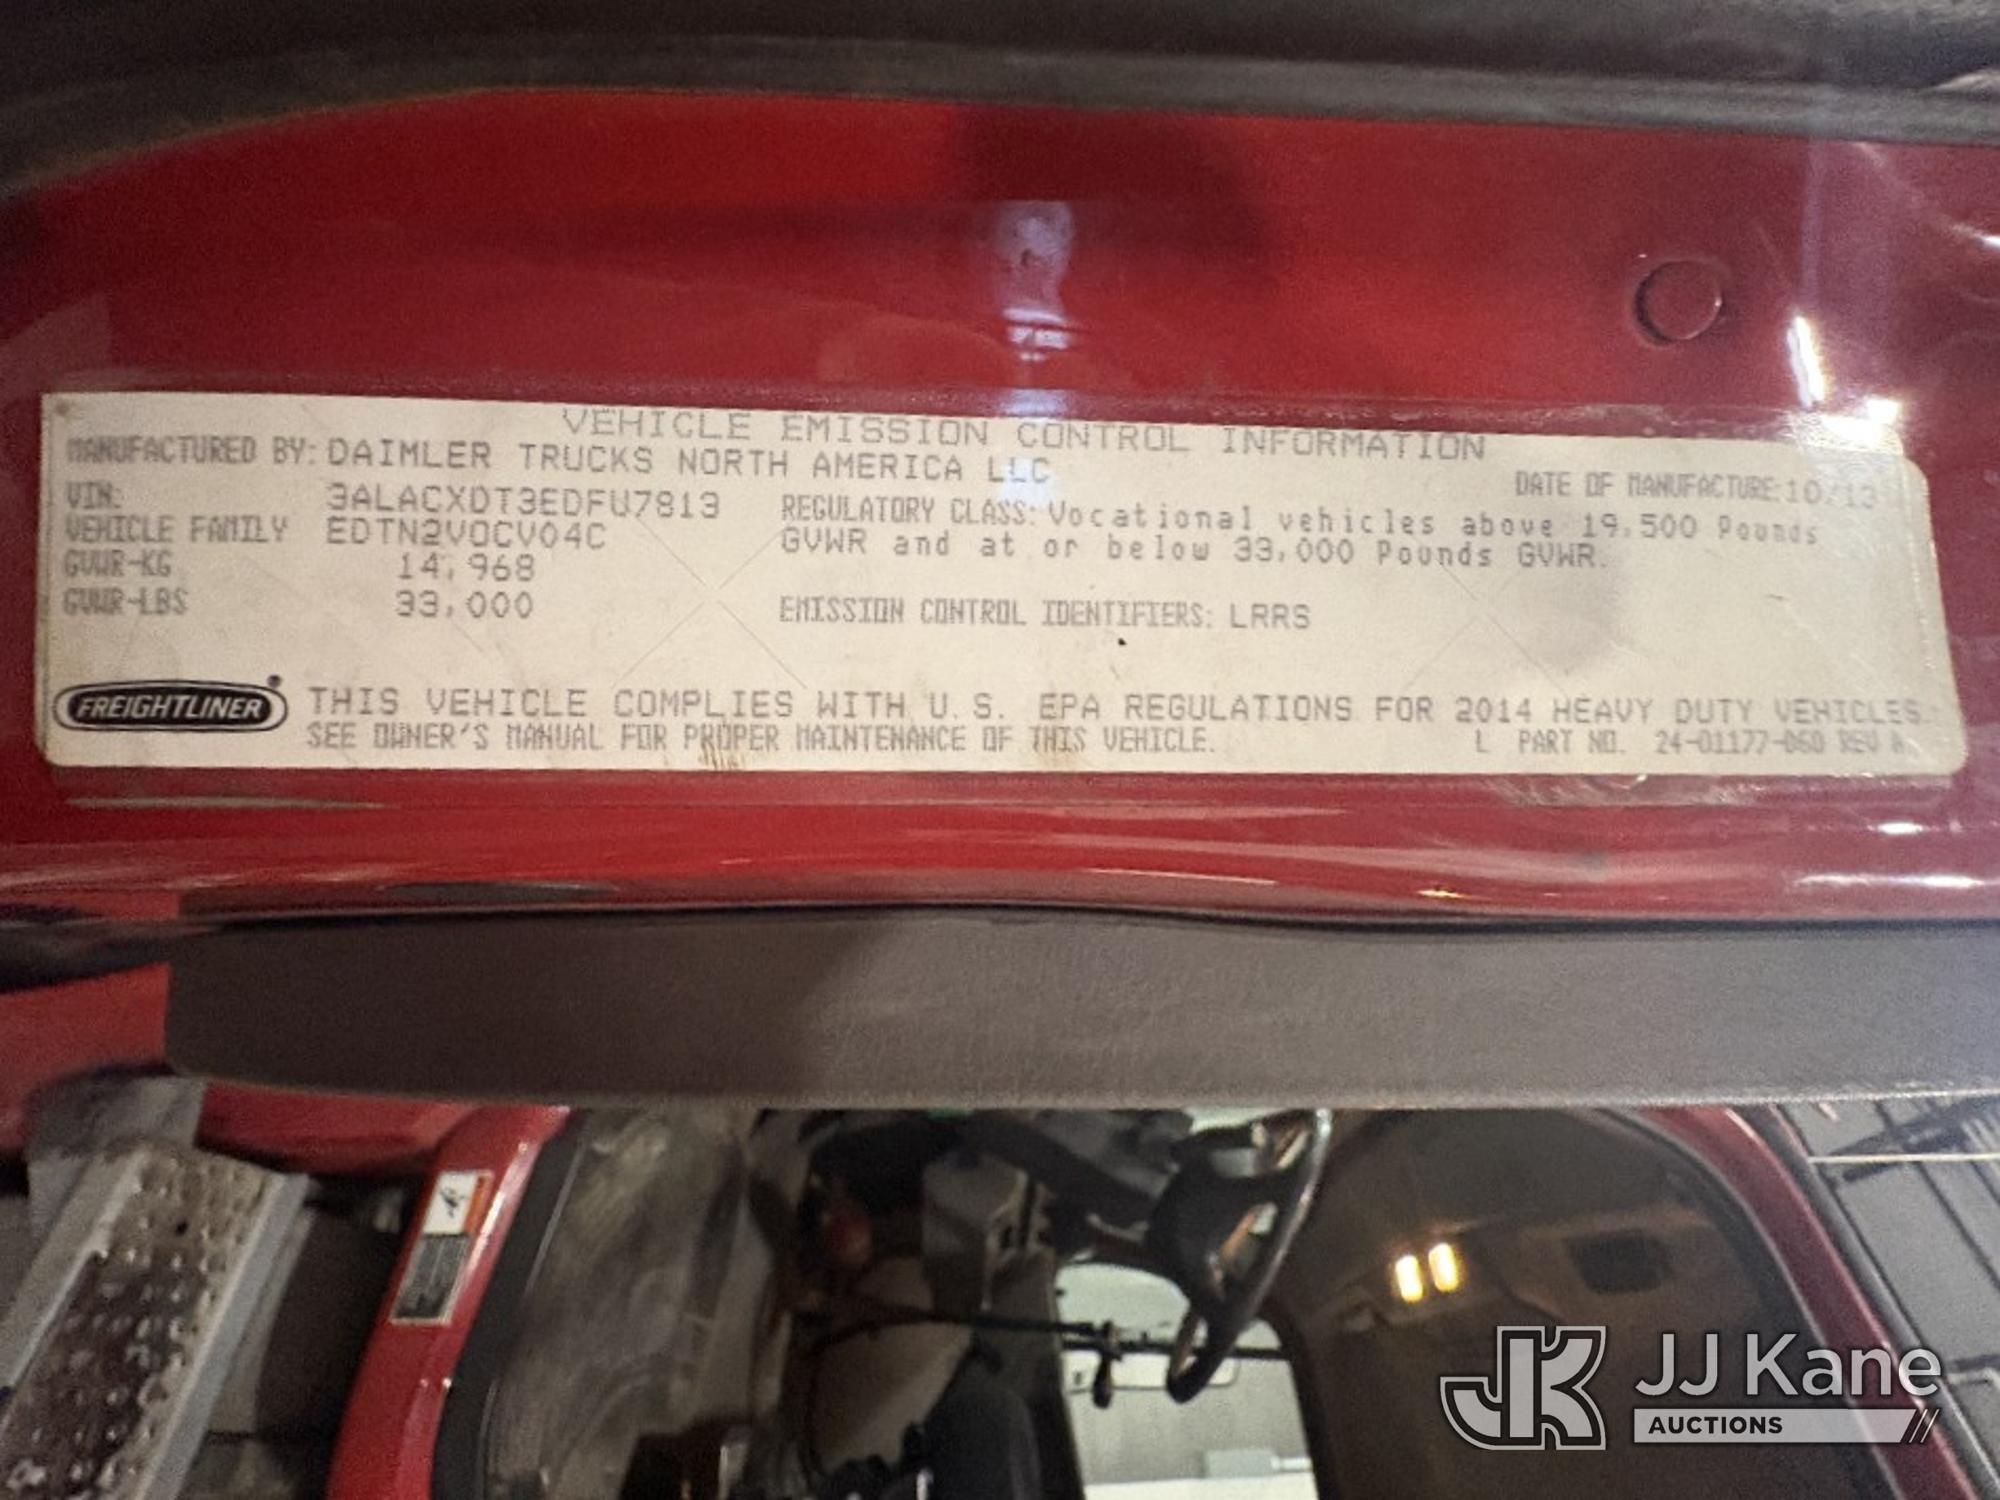 VEHICLE EMISSION CONTROL INFORMATION
MANUFACTURED BY: DAIMLER TRUCKS NORTH AMERICA LLC
DATE OF MANUFACTURE: 10/13
VIN: 3ALACXDT3EDFU7813
VEHICLE FAMILY EDTN2VOCV04C
GVWR-KG 14,968
GVWR-LBS 33,000
REGULATORY CLASS: Vocational vehicles above 19,500 Pounds
GVWR and at or below 33,000 Pounds GVWR.
EMISSION CONTROL IDENTIFIERS: LRRS
FREIGHTLINER®
THIS VEHICLE COMPLIES WITH U.S. EPA REGULATIONS FOR 2014 HEAVY DUTY VEHICLES.
SEE OWNER'S MANUAL FOR PROPER MAINTENANCE OF THIS VEHICLE.
L PART NO. 24-01177-060 REV A
JK JJ Kane
AUCTIONS